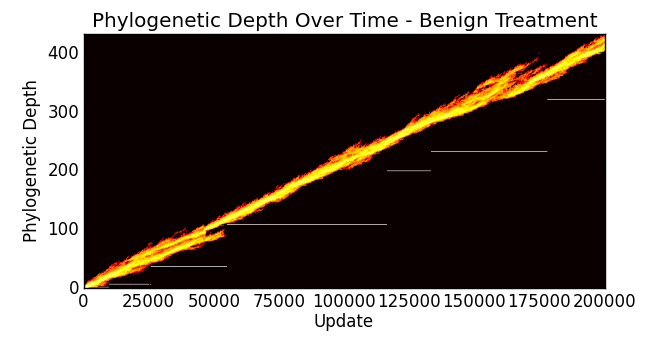 Phylogenetic Depth Over Time - Benign Treatment
Phylogenetic Depth
400
300
200
100
0
0 25000 50000 75000 100000 125000 150000 175000 200000
Update